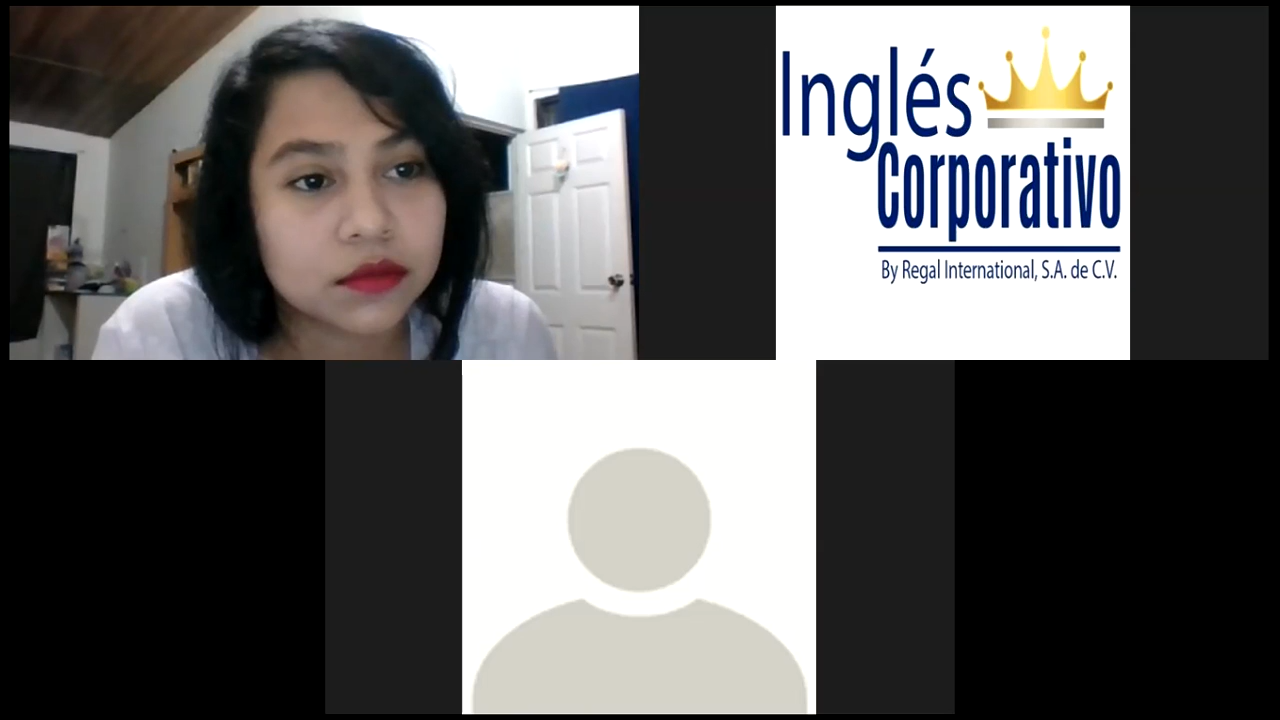 Inglés
Corporativo
By Regal International, S.A. de C.V.